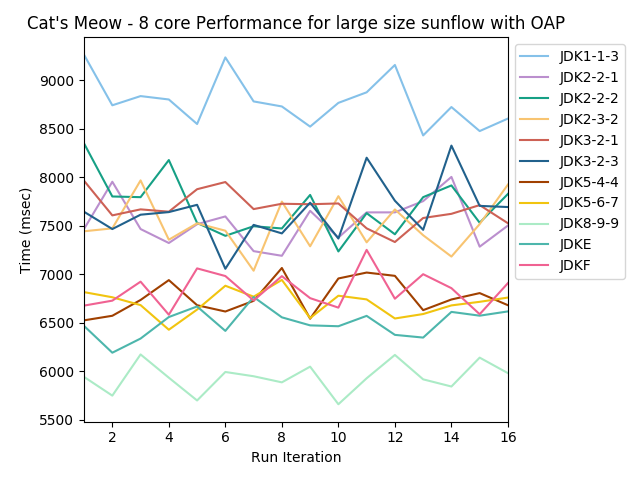 Cat's Meow - 8 core Performance for large size sunflow with OAP
Time (msec)
9000
8500
8000
7500
7000
6500
6000
5500
2 4 6 8 10 12 14 16
Run Iteration
JDK1-1-3
JDK2-2-1
JDK2-2-2
JDK2-3-2
JDK3-2-1
JDK3-2-3
JDK5-4-4
JDK5-6-7
JDK8-9-9
JDKE
JDKF